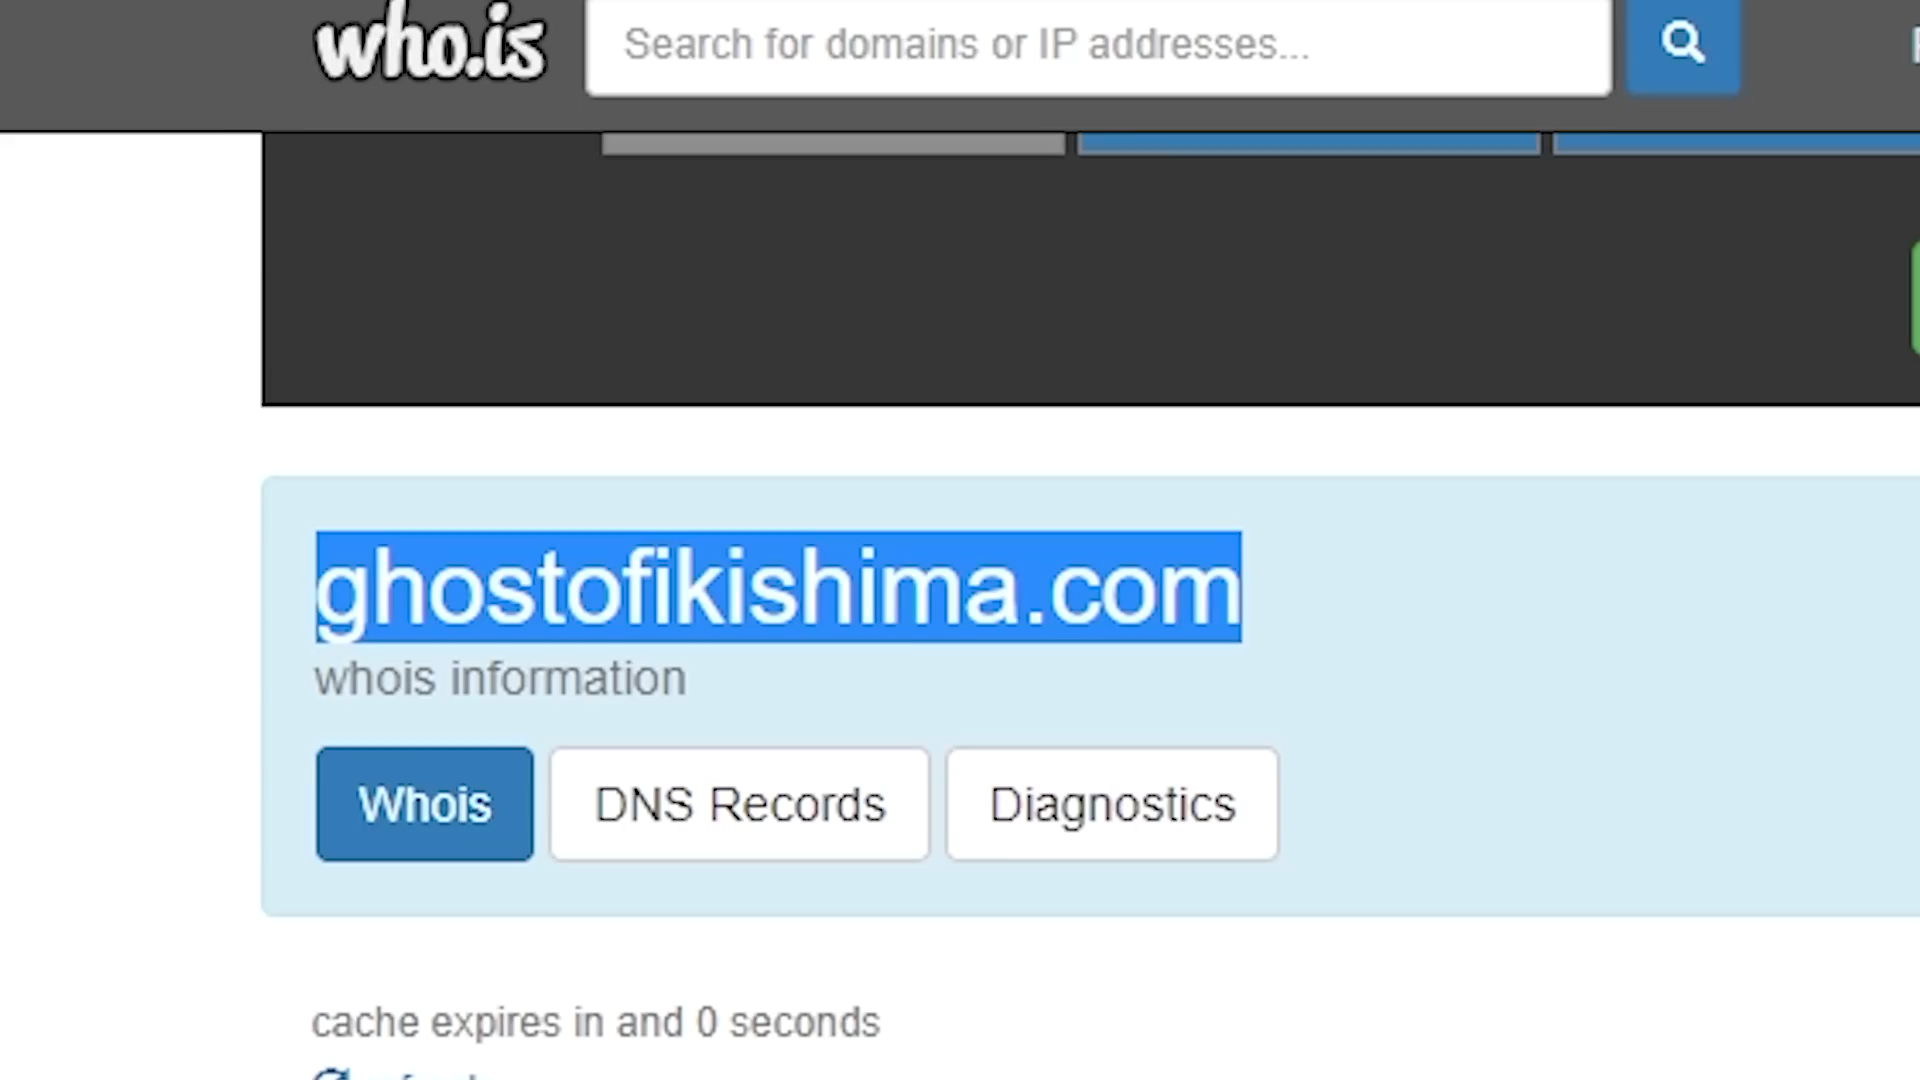 who.is
Search for domains or IP addresses...
ghostofikishima.com
whois information
Whois
DNS Records
Diagnostics
cache expires in and 0 seconds